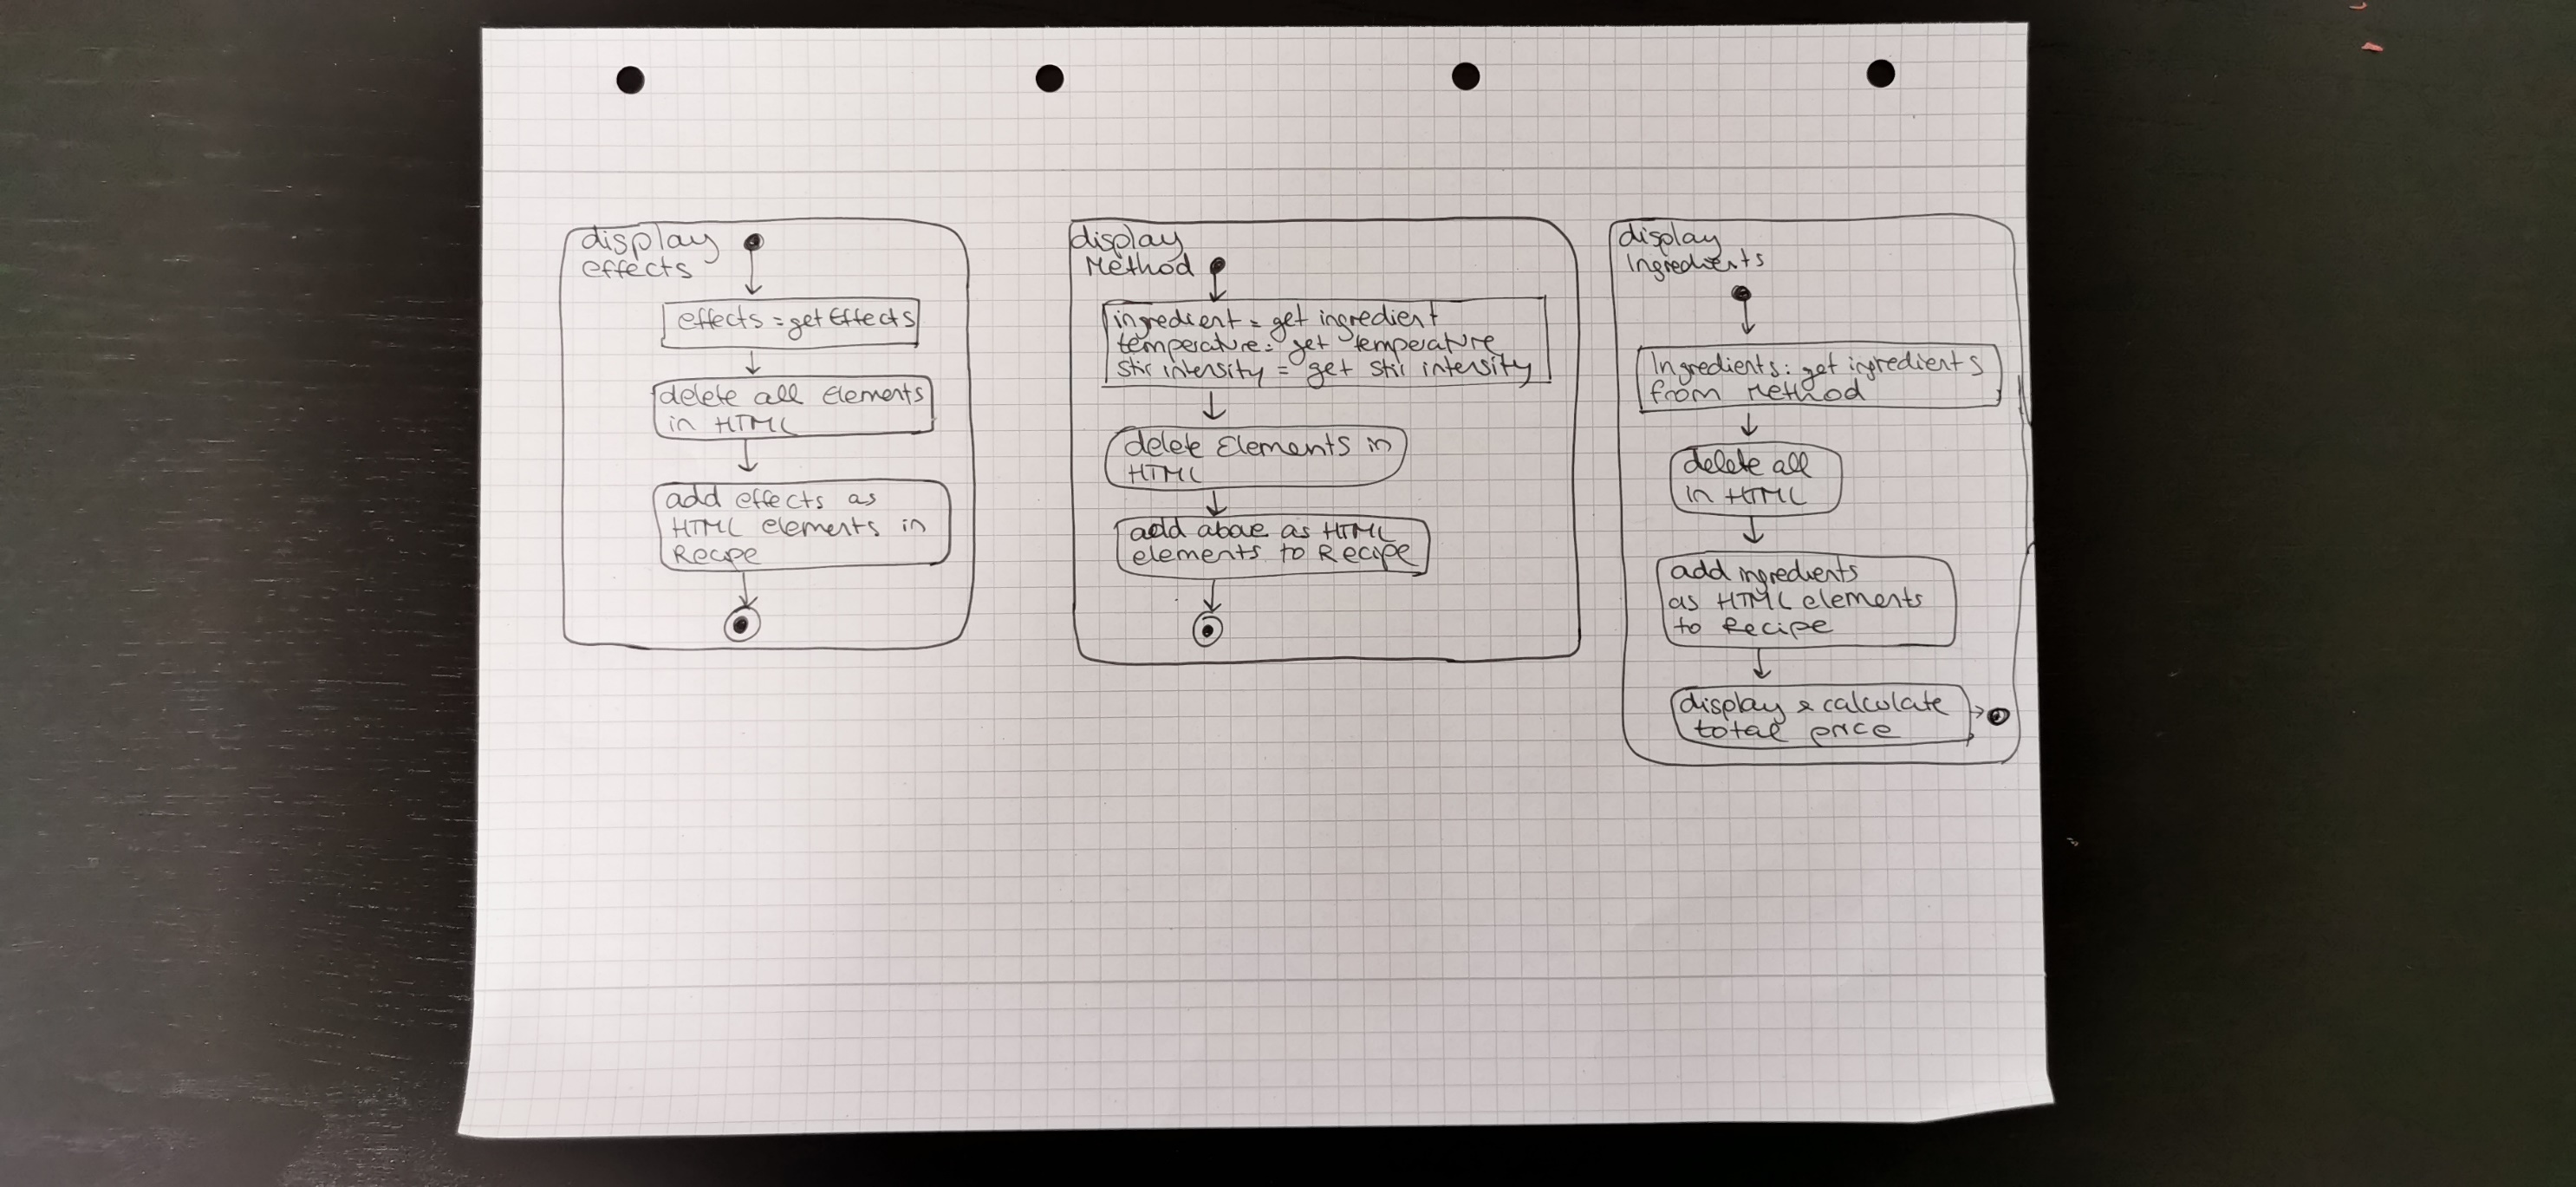 display
effects
effects = getEffects
delete all Elements
in HTML
add effects as
HTML elements in
Recipe
display
Method
ingredient = get ingredient
temperature = get temperature
stir intensity = get stir intensity
delete Elements in
HTML
add above as HTML
elements to Recipe
display
Ingredients
Ingredients: get ingredients
from Method
delete all
in HTML
add ingredients
as HTML elements
to Recipe
display & calculate
total price